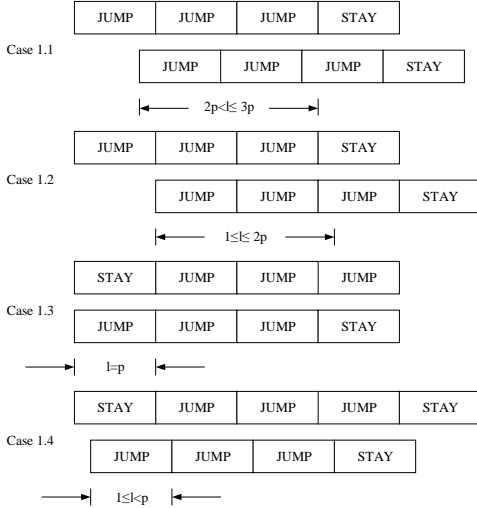 JUMP JUMP JUMP STAY
Case 1.1
JUMP JUMP JUMP STAY
2p<l≤ 3p
JUMP JUMP JUMP STAY
Case 1.2
JUMP JUMP JUMP STAY
1≤l≤ 2p
STAY JUMP JUMP JUMP
Case 1.3
JUMP JUMP JUMP STAY
l=p
STAY JUMP JUMP JUMP STAY
Case 1.4
JUMP JUMP JUMP STAY
1≤l<p